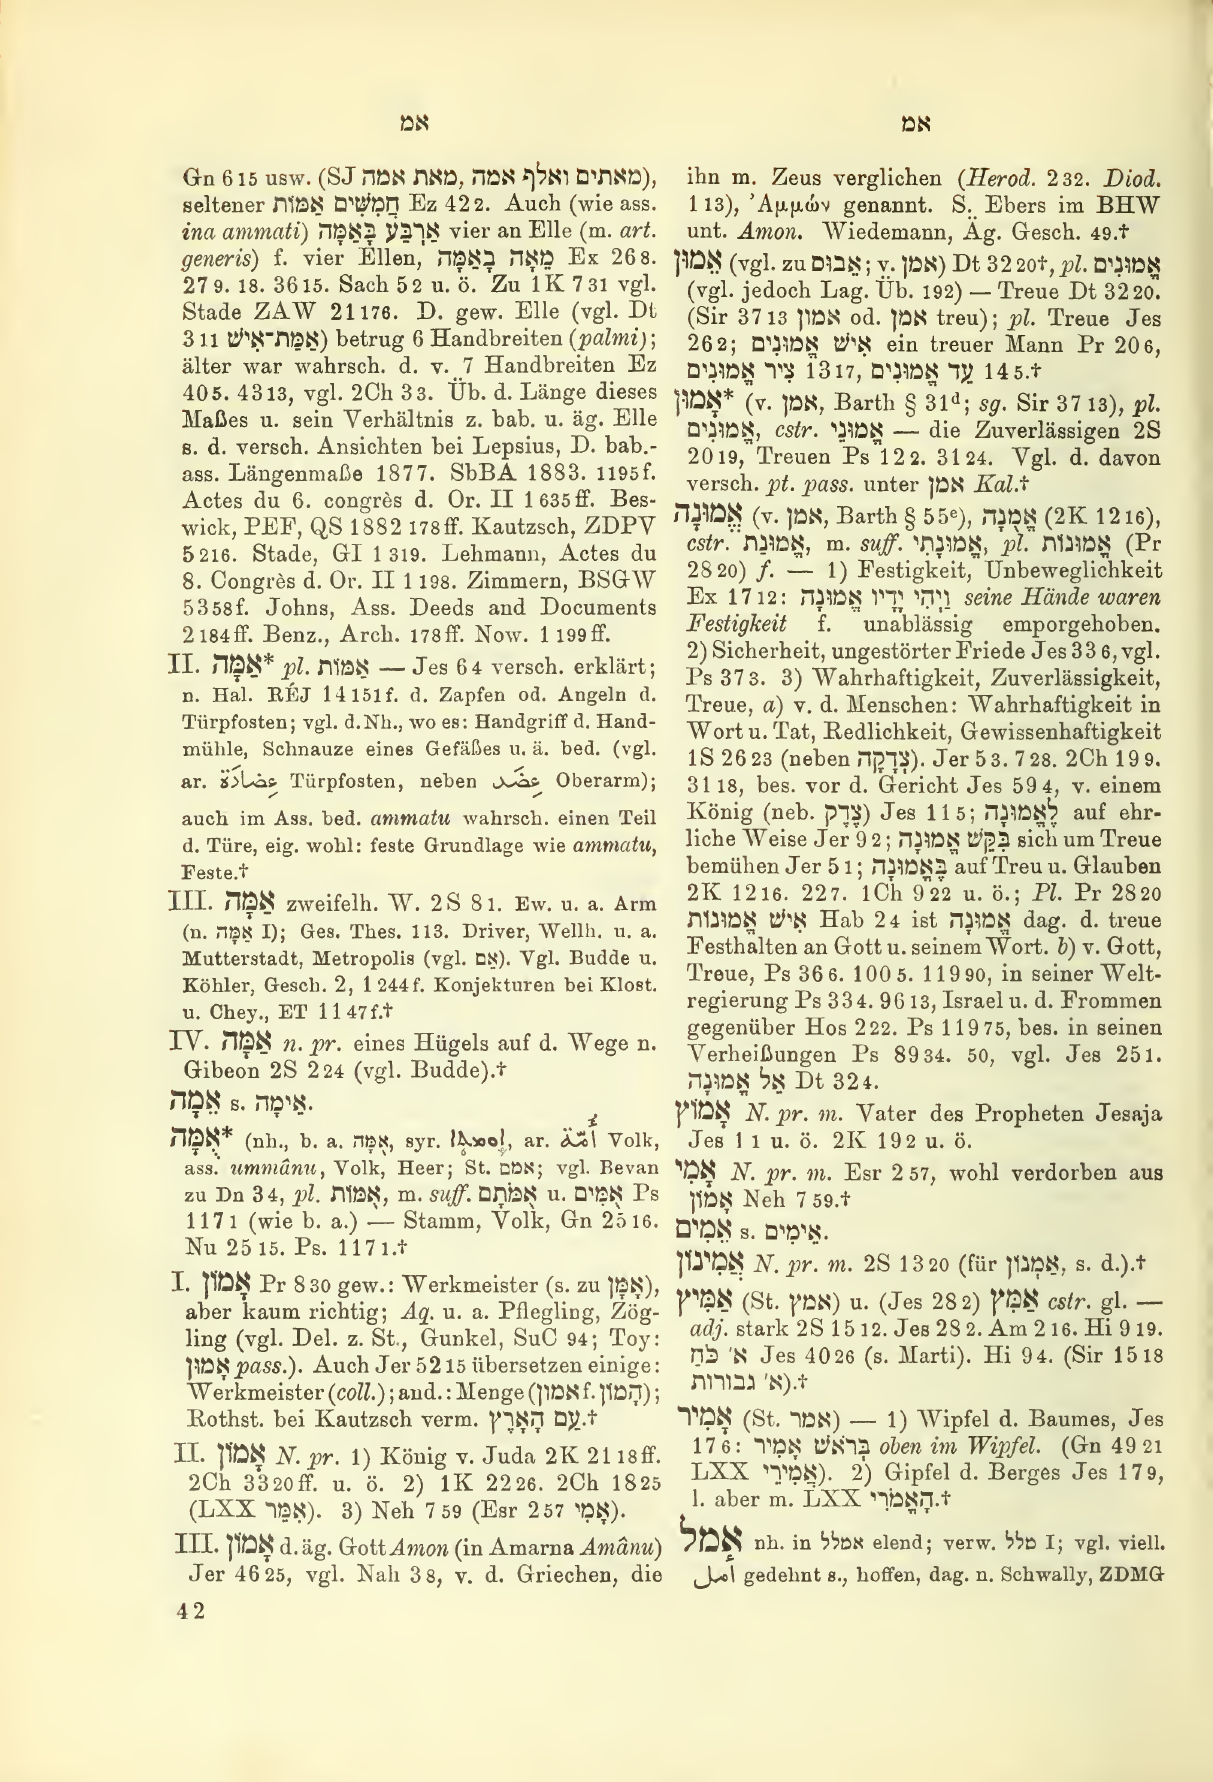 אמ
אמ
Gn 6 15 usw. (SJ מאתים ואלף אמה, מאת אמה),
seltener חֲמִשִּׁים אַמּוֹת Ez 42 2. Auch (wie ass.
ina ammati) אַרְבַּע בָּאַמָּה vier an Elle (m. art.
generis) f. vier Ellen, מֵאָה בָאַמָּה Ex 26 8.
27 9. 18. 36 15. Sach 5 2 u. ö. Zu 1K 7 31 vgl.
Stade ZAW 21 176. D. gew. Elle (vgl. Dt
3 11 אַמַּת־אִישׁ) betrug 6 Handbreiten (palmi);
älter war wahrsch. d. v. 7 Handbreiten Ez
40 5. 43 13, vgl. 2Ch 3 3. Üb. d. Länge dieses
Maßes u. sein Verhältnis z. bab. u. äg. Elle
s. d. versch. Ansichten bei Lepsius, D. bab.-
ass. Längenmaße 1877. SbBA 1883. 1195f.
Actes du 6. congrès d. Or. II 1 635ff. Bes-
wick, PEF, QS 1882 178ff. Kautzsch, ZDPV
5 216. Stade, GI 1 319. Lehmann, Actes du
8. Congrès d. Or. II 1 198. Zimmern, BSGW
53 58f. Johns, Ass. Deeds and Documents
2 184ff. Benz., Arch. 178ff. Now. 1 199ff.
II. אַמָּה* pl. אַמּוֹת — Jes 6 4 versch. erklärt;
n. Hal. RÉJ 14 151f. d. Zapfen od. Angeln d.
Türpfosten; vgl. d. Nh., wo es: Handgriff d. Hand-
mühle, Schnauze eines Gefäßes u. ä. bed. (vgl.
ar. عِضَادَة Türpfosten, neben عَضُد Oberarm);
auch im Ass. bed. ammatu wahrsch. einen Teil
d. Türe, eig. wohl: feste Grundlage wie ammatu,
Feste.†
III. אַמָּה zweifelh. W. 2S 8 1. Ew. u. a. Arm
(n. אַמָּה I); Ges. Thes. 113. Driver, Wellh. u. a.
Mutterstadt, Metropolis (vgl. אֵם). Vgl. Budde u.
Köhler, Gesch. 2, 1 244f. Konjekturen bei Klost.
u. Chey., ET 11 47f.†
IV. אַמָּה n. pr. eines Hügels auf d. Wege n.
Gibeon 2S 2 24 (vgl. Budde).†
אֵמָה s. אֵימָה.
אֻמָּה* (nh., b. a. אֻמָּה, syr. ܐܘܡܬܐ, ar. أُمَّة Volk,
ass. ummânu, Volk, Heer; St. אמם; vgl. Bevan
zu Dn 3 4, pl. אֻמּוֹת, m. suff. אֻמֹּתָם u. אֻמִּים Ps
117 1 (wie b. a.) — Stamm, Volk, Gn 25 16.
Nu 25 15. Ps. 117 1.†
I. אָמוֹן Pr 8 30 gew.: Werkmeister (s. zu אָמָּן),
aber kaum richtig; Aq. u. a. Pflegling, Zög-
ling (vgl. Del. z. St., Gunkel, SuC 94; Toy:
אָמוּן pass.). Auch Jer 52 15 übersetzen einige:
Werkmeister (coll.); and.: Menge (אמון f. הָמוֹן);
Rothst. bei Kautzsch verm. עַם הָאָרֶץ.†
II. אָמוֹן N. pr. 1) König v. Juda 2K 21 18ff.
2Ch 33 20ff. u. ö. 2) 1K 22 26. 2Ch 18 25
(LXX אִמֵּר). 3) Neh 7 59 (Esr 2 57 אָמִי).
III. אָמוֹן d. äg. Gott Amon (in Amarna Amânu)
Jer 46 25, vgl. Nah 3 8, v. d. Griechen, die
42
ihn m. Zeus verglichen (Herod. 2 32. Diod.
1 13), ’Αμμών genannt. S. Ebers im BHW
unt. Amon. Wiedemann, Äg. Gesch. 49.†
אֵמוּן (vgl. zu אֵבוּס; v. אמן) Dt 32 20†, pl. אֱמוּנִים
(vgl. jedoch Lag. Üb. 192) — Treue Dt 32 20.
(Sir 37 13 אמון od. אמן treu); pl. Treue Jes
26 2; אִישׁ אֱמוּנִים ein treuer Mann Pr 20 6,
צִיר אֱמוּנִים 13 17, עֵד אֱמוּנִים 14 5.†
אָמוּן* (v. אמן, Barth § 31ᵈ; sg. Sir 37 13), pl.
אֱמוּנִים, cstr. אֱמוּנֵי — die Zuverlässigen 2S
20 19, Treuen Ps 12 2. 31 24. Vgl. d. davon
versch. pt. pass. unter אמן Kal.†
אֱמוּנָה (v. אמן, Barth § 55ᵉ), אֱמֻנָה (2K 12 16),
cstr. אֱמוּנַת, m. suff. אֱמוּנָתִי, pl. אֱמוּנוֹת (Pr
28 20) f. — 1) Festigkeit, Unbeweglichkeit
Ex 17 12: וַיְהִי יָדָיו אֱמוּנָה seine Hände waren
Festigkeit f. unablässig emporgehoben.
2) Sicherheit, ungestörter Friede Jes 33 6, vgl.
Ps 37 3. 3) Wahrhaftigkeit, Zuverlässigkeit,
Treue, a) v. d. Menschen: Wahrhaftigkeit in
Wort u. Tat, Redlichkeit, Gewissenhaftigkeit
1S 26 23 (neben צְדָקָה). Jer 5 3. 7 28. 2Ch 19 9.
31 18, bes. vor d. Gericht Jes 59 4, v. einem
König (neb. צֶדֶק) Jes 11 5; לֶאֱמוּנָה auf ehr-
liche Weise Jer 9 2; בִּקֵּשׁ אֱמוּנָה sich um Treue
bemühen Jer 5 1; בֶּאֱמוּנָה auf Treu u. Glauben
2K 12 16. 22 7. 1Ch 9 22 u. ö.; Pl. Pr 28 20
אִישׁ אֱמוּנוֹת Hab 2 4 ist אֱמוּנָה dag. d. treue
Festhalten an Gott u. seinem Wort. b) v. Gott,
Treue, Ps 36 6. 100 5. 119 90, in seiner Welt-
regierung Ps 33 4. 96 13, Israel u. d. Frommen
gegenüber Hos 2 22. Ps 119 75, bes. in seinen
Verheißungen Ps 89 34. 50, vgl. Jes 25 1.
אֵל אֱמוּנָה Dt 32 4.
אָמוֹץ N. pr. m. Vater des Propheten Jesaja
Jes 1 1 u. ö. 2K 19 2 u. ö.
אָמִי N. pr. m. Esr 2 57, wohl verdorben aus
אָמוֹן Neh 7 59.†
אֵמִים s. אֵימִים.
אֲמִינוֹן N. pr. m. 2S 13 20 (für אַמְנוֹן, s. d.).†
אַמִּיץ (St. אמץ) u. (Jes 28 2) אַמִּץ cstr. gl. —
adj. stark 2S 15 12. Jes 28 2. Am 2 16. Hi 9 19.
א' כֹּחַ Jes 40 26 (s. Marti). Hi 9 4. (Sir 15 18
א' גבורות).†
אָמִיר (St. אמר) — 1) Wipfel d. Baumes, Jes
17 6: בְּרֹאשׁ אָמִיר oben im Wipfel. (Gn 49 21
LXX אֲמִירֵי). 2) Gipfel d. Berges Jes 17 9,
l. aber m. LXX הָאֱמֹרִי.†
אמל nh. in אמלל elend; verw. מלל I; vgl. viell.
أمل gedehnt s., hoffen, dag. n. Schwally, ZDMG